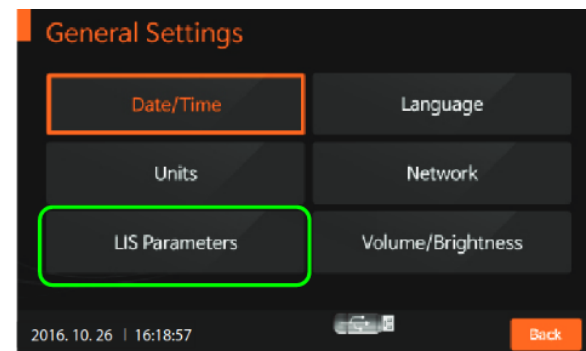 General Settings
Date/Time
Language
Units
Network
LIS Parameters
Volume/Brightness
2016. 10. 26 | 16:18:57
Back